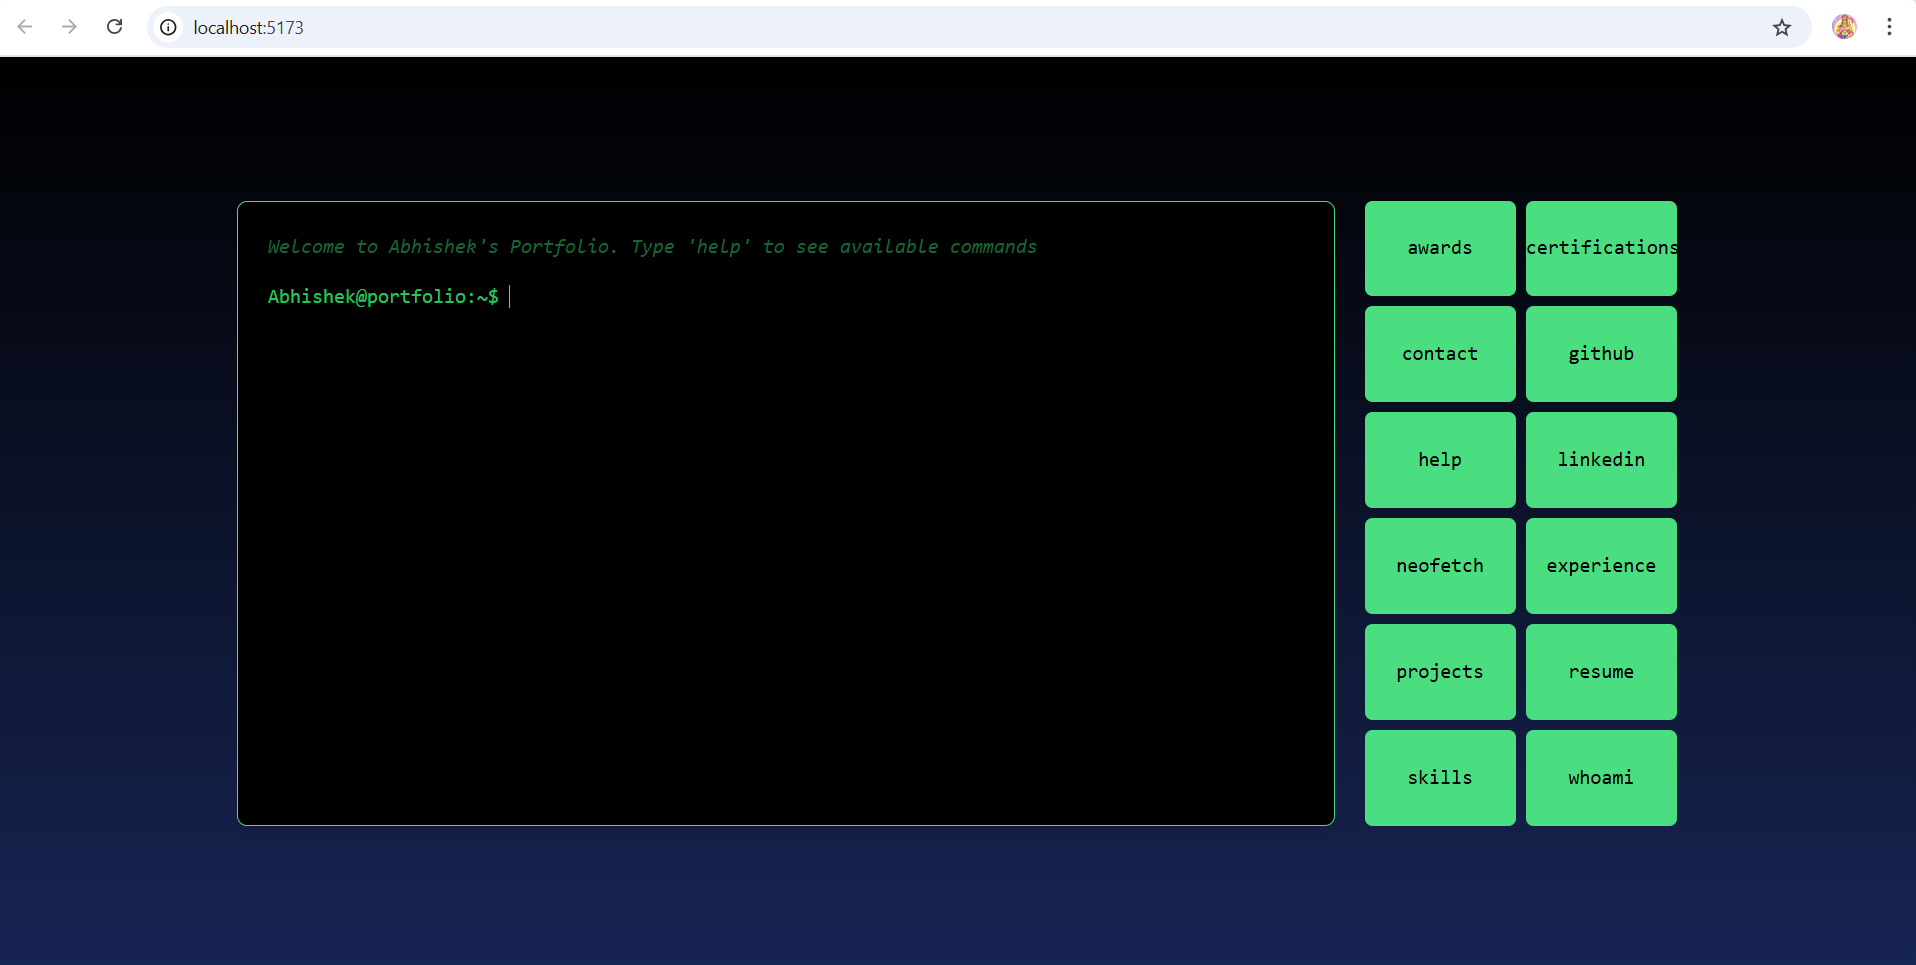 localhost:5173
Welcome to Abhishek's Portfolio. Type 'help' to see available commands
Abhishek@portfolio:~$
awards
certifications
contact
github
help
linkedin
neofetch
experience
projects
resume
skills
whoami